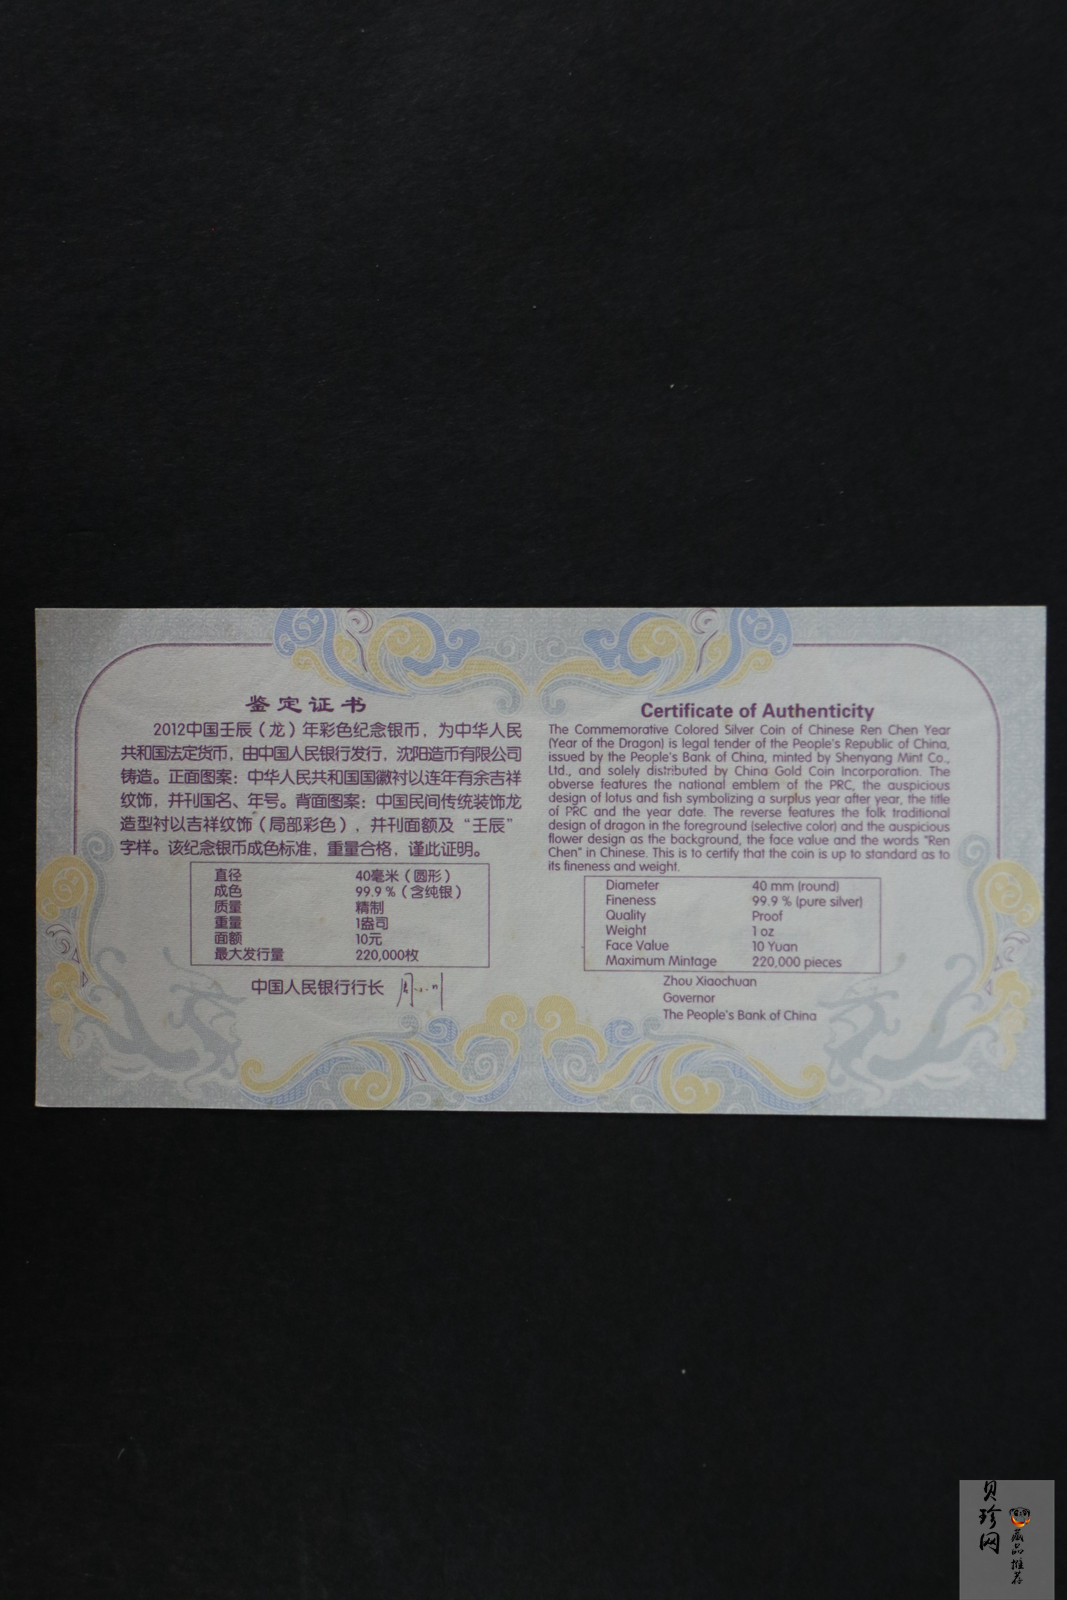 鉴定证书
2012中国壬辰（龙）年彩色纪念银币，为中华人民
共和国法定货币，由中国人民银行发行，沈阳造币有限公司
铸造。正面图案：中华人民共和国国徽衬以连年有余吉祥
纹饰，并刊国名、年号。背面图案：中国民间传统装饰龙
造型衬以吉祥纹饰（局部彩色），并刊面额及“壬辰”
字样。该纪念银币成色标准，重量合格，谨此证明。
直径 40毫米（圆形）
成色 99.9％（含纯银）
质量 精制
重量 1盎司
面额 10元
最大发行量 220,000枚
中国人民银行行长
Certificate of Authenticity
The Commemorative Colored Silver Coin of Chinese Ren Chen Year
(Year of the Dragon) is legal tender of the People's Republic of China,
issued by the People's Bank of China, minted by Shenyang Mint Co.,
Ltd., and solely distributed by China Gold Coin Incorporation. The
obverse features the national emblem of the PRC, the auspicious
design of lotus and fish symbolizing a surplus year after year, the title
of PRC and the year date. The reverse features the folk traditional
design of dragon in the foreground (selective color) and the auspicious
flower design as the background, the face value and the words "Ren
Chen" in Chinese. This is to certify that the coin is up to standard as to
its fineness and weight.
Diameter 40 mm (round)
Fineness 99.9 % (pure silver)
Quality Proof
Weight 1 oz
Face Value 10 Yuan
Maximum Mintage 220,000 pieces
Zhou Xiaochuan
Governor
The People's Bank of China
贝珍网
藏品推荐